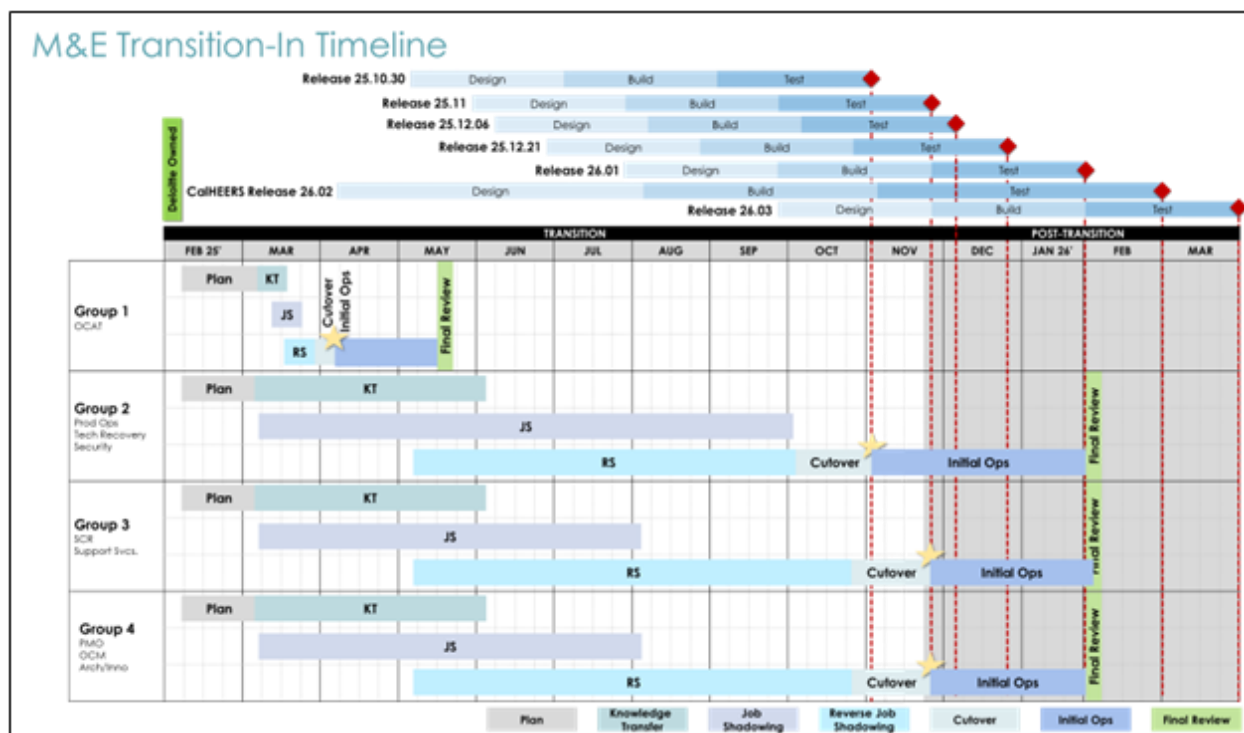 M&E Transition-In Timeline
Release 25.10.30 Design Build Test
Release 25.11 Design Build Test
Release 25.12.06 Design Build Test
Release 25.12.21 Design Build Test
Release 26.01 Design Build Test
CalHEERS Release 26.02 Design Build Test
Release 26.03 Design Build Test
Deloitte Owned
TRANSITION POST-TRANSITION
FEB 25' MAR APR MAY JUN JUL AUG SEP OCT NOV DEC JAN 26' FEB MAR
Group 1
OCAT
Plan KT
JS
RS
Cutover
Initial Ops
Final Review
Group 2
Prod Ops
Tech Recovery
Security
Plan KT
JS
RS Cutover Initial Ops
Final Review
Group 3
SCR
Support Svcs.
Plan KT
JS
RS Cutover Initial Ops
Final Review
Group 4
PMO
OCM
Arch/Inno
Plan KT
JS
RS Cutover Initial Ops
Final Review
Plan
Knowledge
Transfer
Job
Shadowing
Reverse Job
Shadowing
Cutover
Initial Ops
Final Review